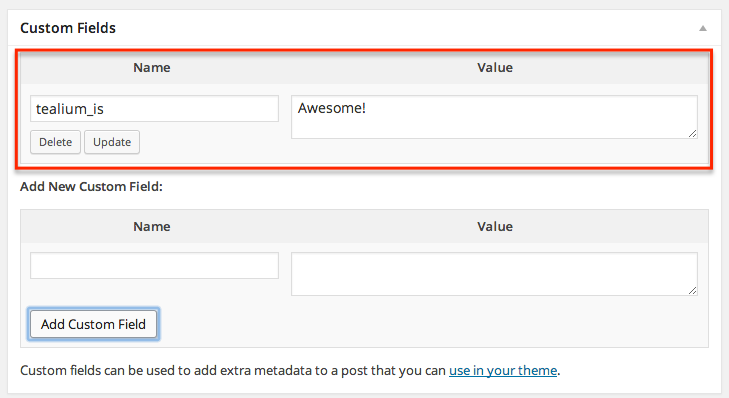 Custom Fields
Name Value
tealium_is Awesome!
Delete Update
Add New Custom Field:
Name Value
Add Custom Field
Custom fields can be used to add extra metadata to a post that you can use in your theme.